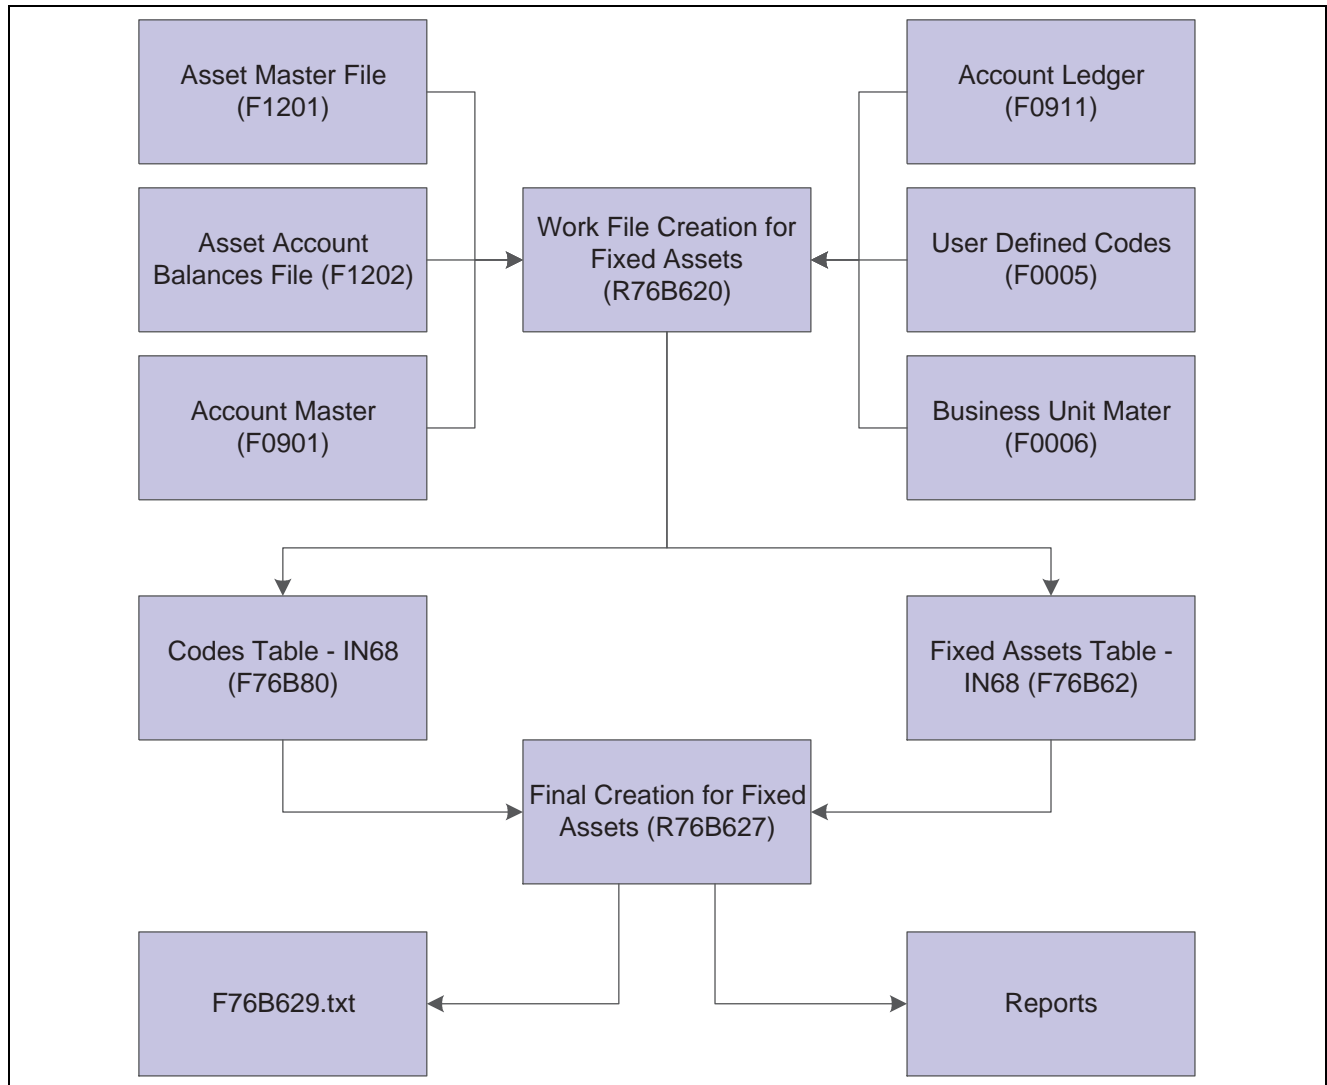 Asset Master File
(F1201)
Account Ledger
(F0911)
Asset Account
Balances File (F1202)
Work File Creation for
Fixed Assets
(R76B620)
User Defined Codes
(F0005)
Account Master
(F0901)
Business Unit Mater
(F0006)
Codes Table - IN68
(F76B80)
Fixed Assets Table -
IN68 (F76B62)
Final Creation for Fixed
Assets (R76B627)
F76B629.txt
Reports